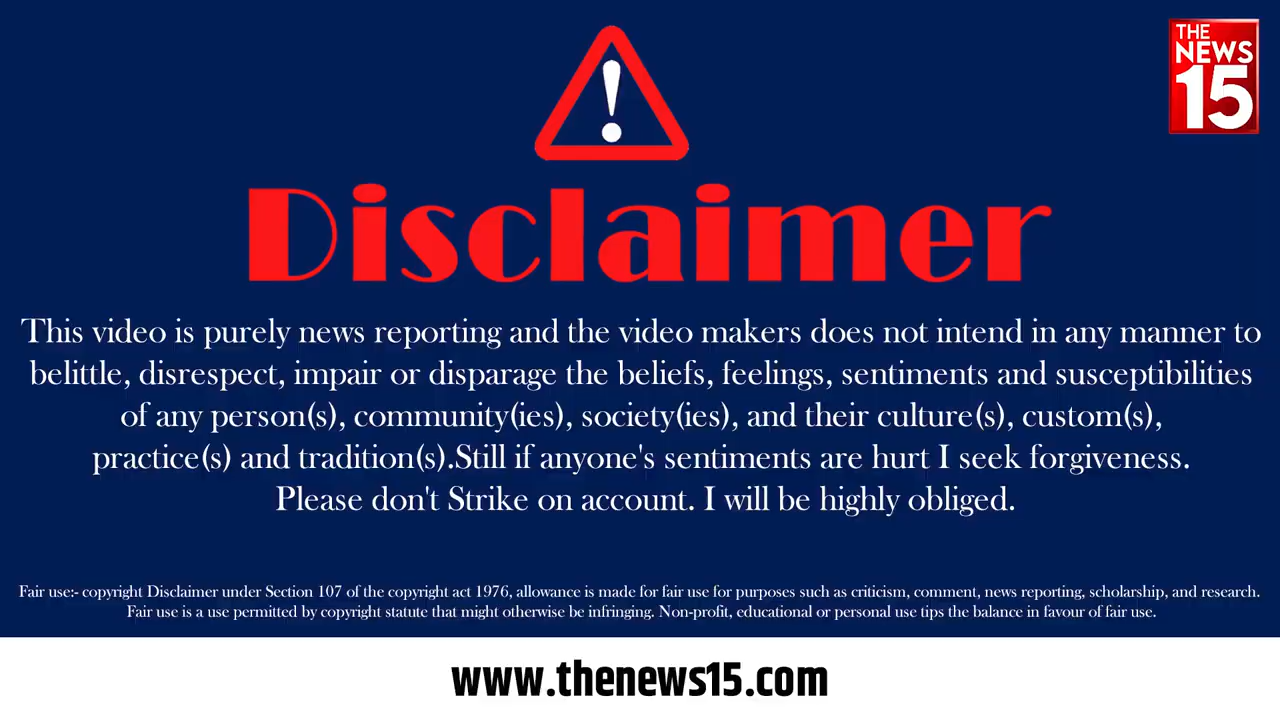 THE
NEWS
15
Disclaimer
This video is purely news reporting and the video makers does not intend in any manner to
belittle, disrespect, impair or disparage the beliefs, feelings, sentiments and susceptibilities
of any person(s), community(ies), society(ies), and their culture(s), custom(s),
practice(s) and tradition(s).Still if anyone's sentiments are hurt I seek forgiveness.
Please don't Strike on account. I will be highly obliged.
Fair use:- copyright Disclaimer under Section 107 of the copyright act 1976, allowance is made for fair use for purposes such as criticism, comment, news reporting, scholarship, and research.
Fair use is a use permitted by copyright statute that might otherwise be infringing. Non-profit, educational or personal use tips the balance in favour of fair use.
www.thenews15.com